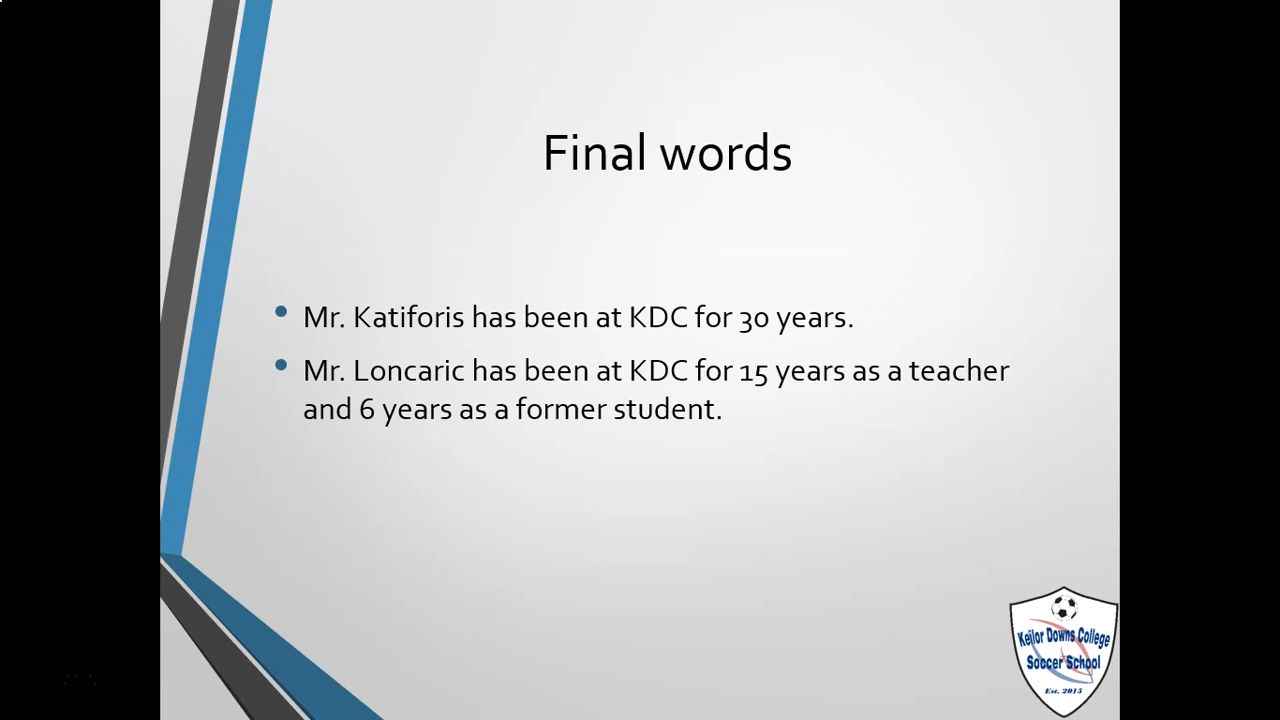 Final words
Mr. Katiforis has been at KDC for 30 years.
Mr. Loncaric has been at KDC for 15 years as a teacher
and 6 years as a former student.
Keilor Downs College
Soccer School
Est. 2015